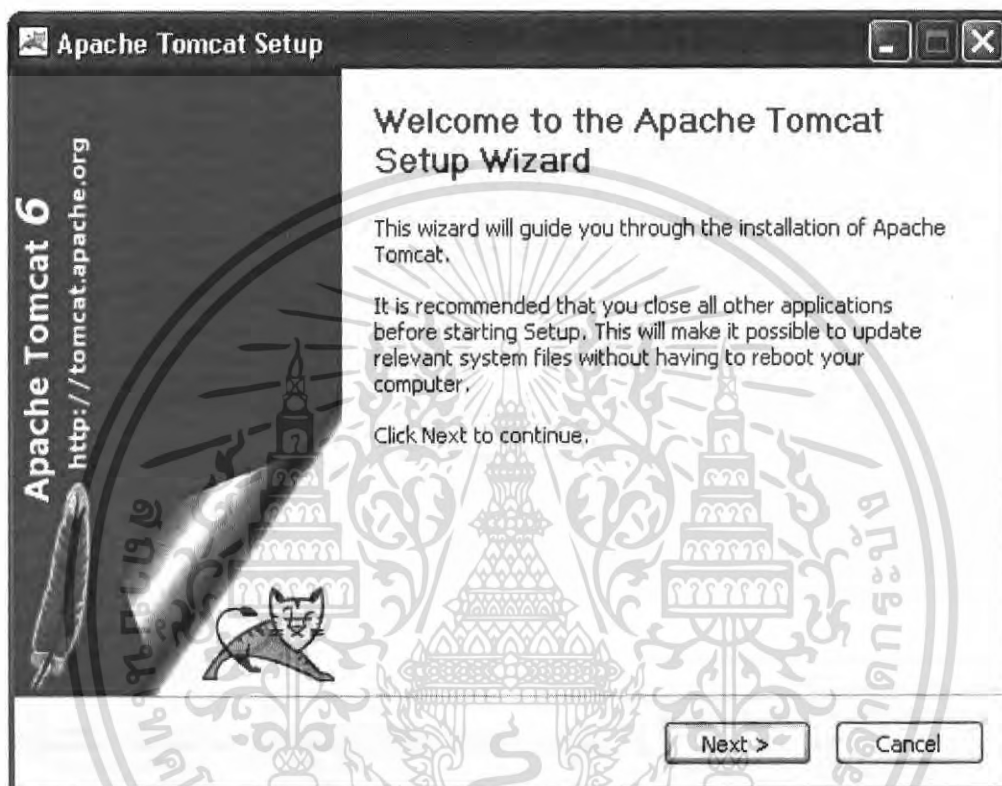 Apache Tomcat Setup
Apache Tomcat 6
http://tomcat.apache.org
Welcome to the Apache Tomcat
Setup Wizard
This wizard will guide you through the installation of Apache
Tomcat.
It is recommended that you close all other applications
before starting Setup. This will make it possible to update
relevant system files without having to reboot your
computer.
Click Next to continue.
Next >
Cancel